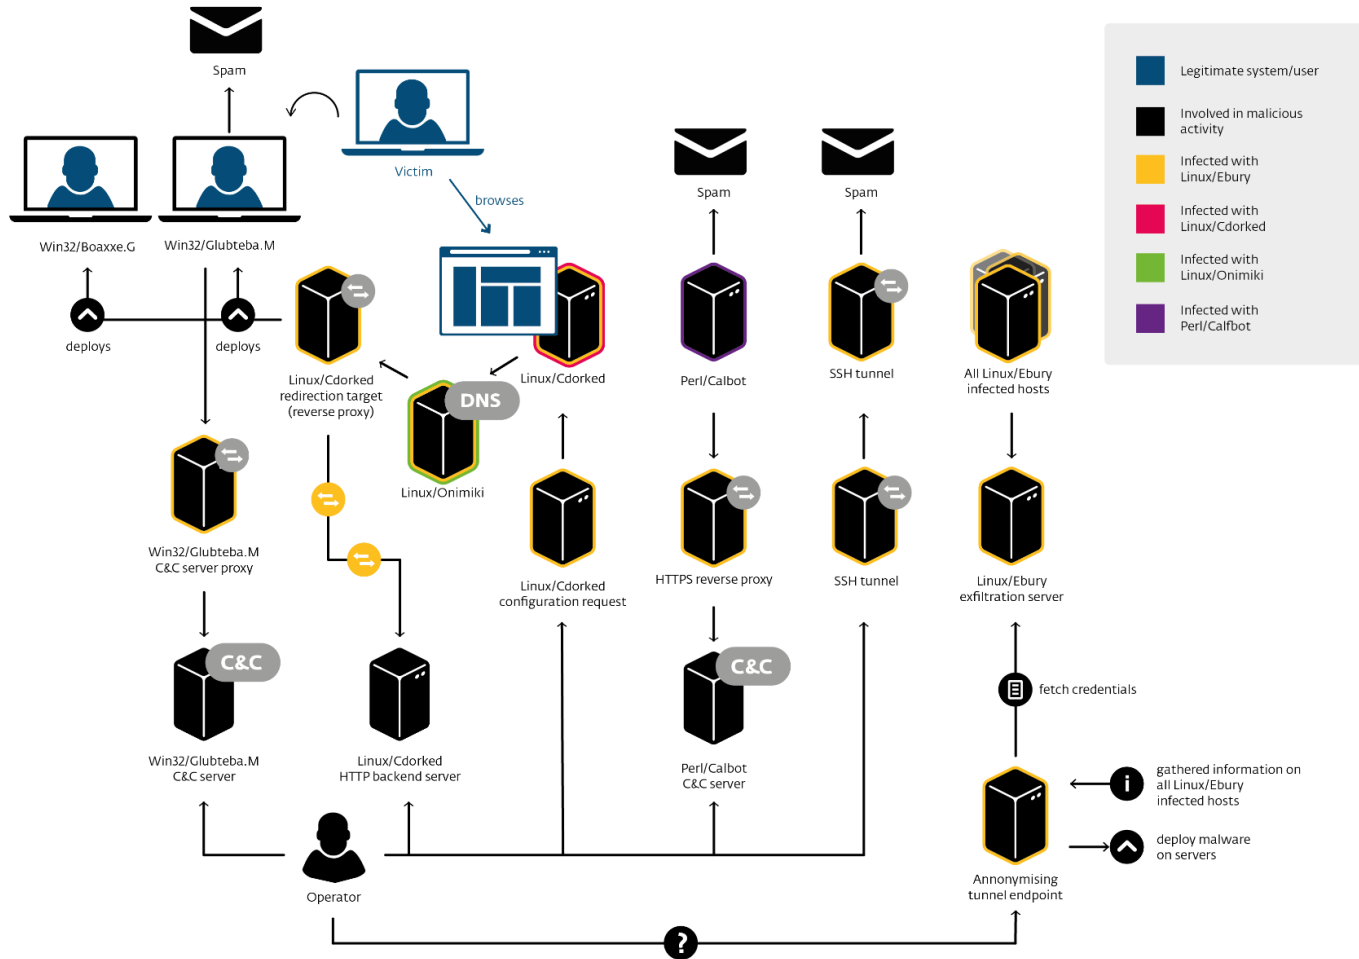 Spam
Legitimate system/user
Involved in malicious
activity
Infected with
Linux/Ebury
Infected with
Linux/Cdorked
Infected with
Linux/Onimiki
Infected with
Perl/Calfbot
Victim
browses
Spam
Spam
Win32/Boaxxe.G
Win32/Glubteba.M
deploys
deploys
Linux/Cdorked
redirection target
(reverse proxy)
Linux/Cdorked
DNS
Linux/Onimiki
Perl/Calbot
SSH tunnel
All Linux/Ebury
infected hosts
Win32/Glubteba.M
C&C server proxy
Linux/Cdorked
configuration request
HTTPS reverse proxy
SSH tunnel
Linux/Ebury
exfiltration server
C&C
Win32/Glubteba.M
C&C server
Linux/Cdorked
HTTP backend server
C&C
Perl/Calbot
C&C server
fetch credentials
i
gathered information on
all Linux/Ebury
infected hosts
deploy malware
on servers
Annonymising
tunnel endpoint
Operator
?